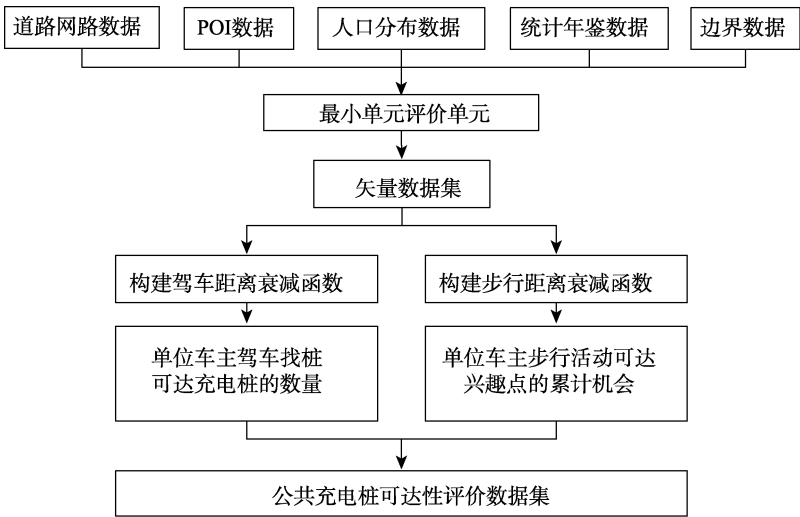 道路网路数据
POI数据
人口分布数据
统计年鉴数据
边界数据
最小单元评价单元
矢量数据集
构建驾车距离衰减函数
构建步行距离衰减函数
单位车主驾车找桩
可达充电桩的数量
单位车主步行活动可达
兴趣点的累计机会
公共充电桩可达性评价数据集